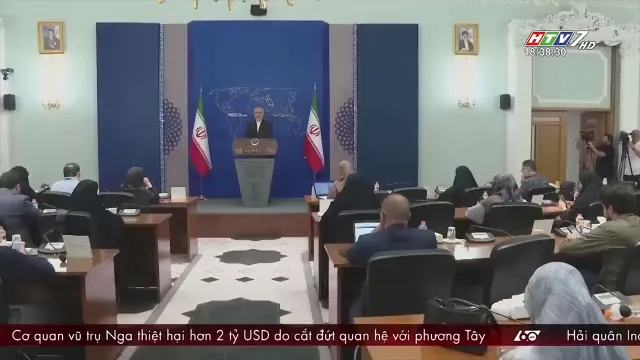 HTV7 HD
18:38:30
Cơ quan vũ trụ Nga thiệt hại hơn 2 tỷ USD do cắt đứt quan hệ với phương Tây
60
Hải quân In